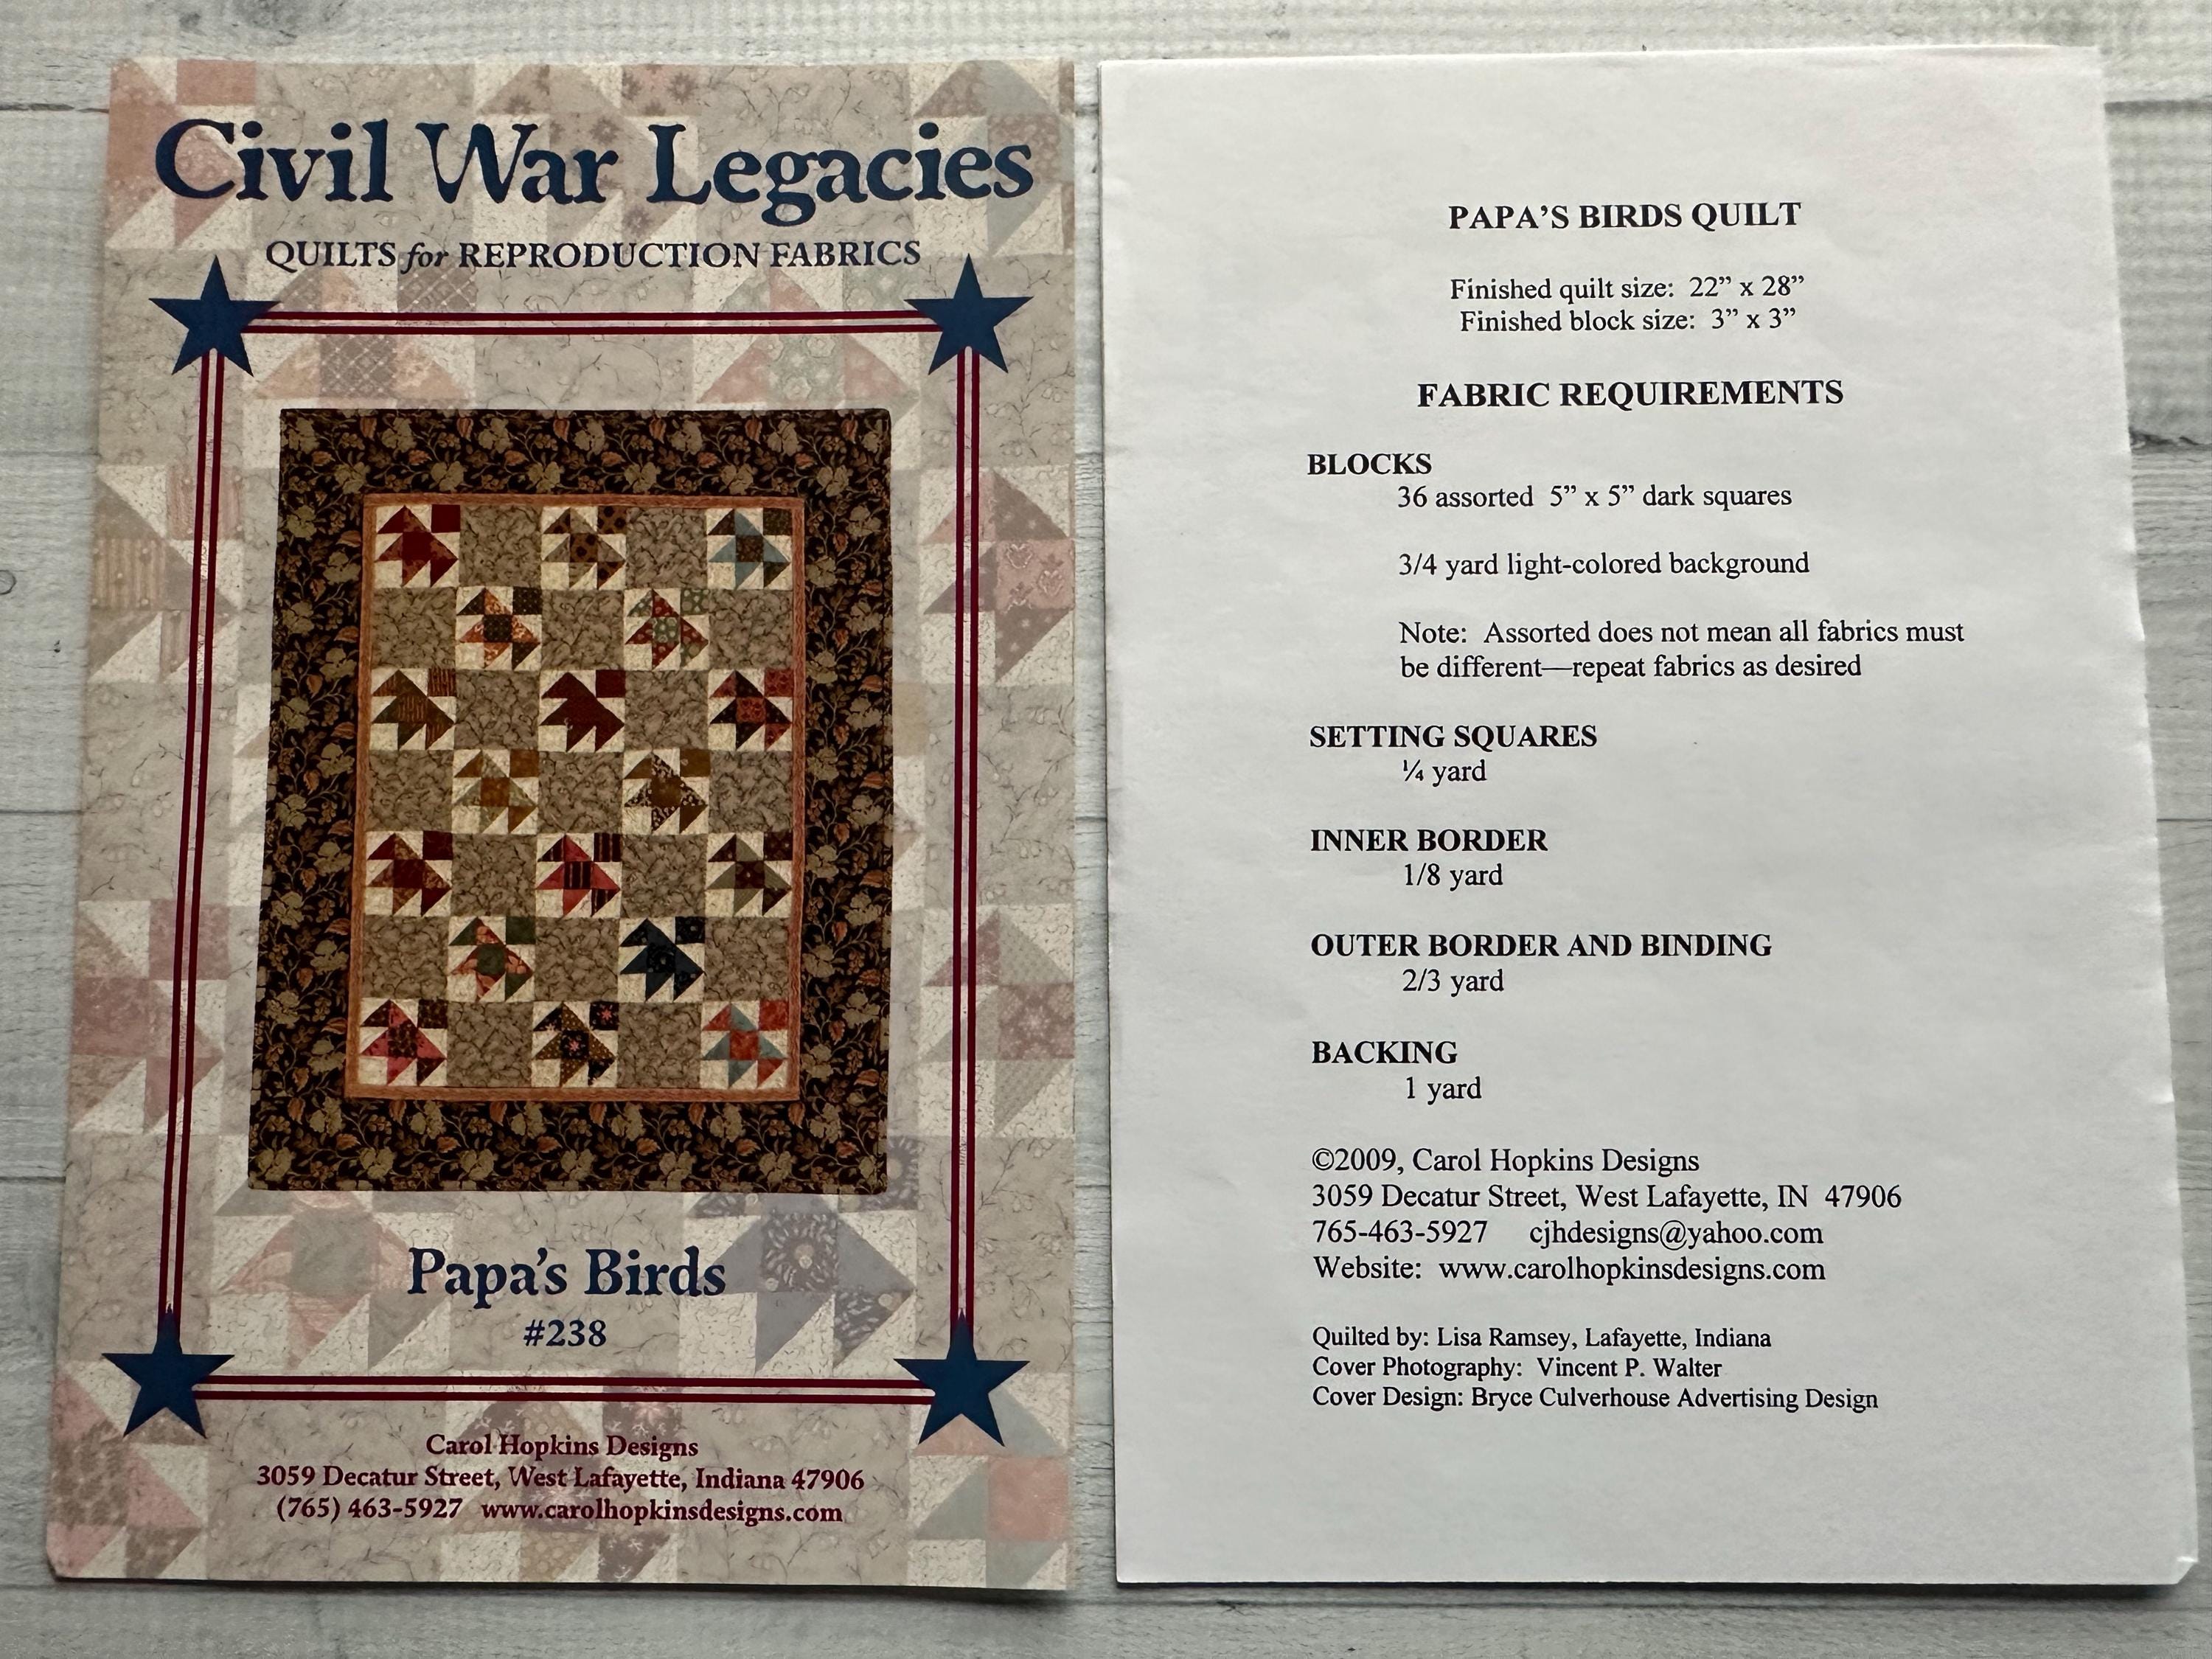 Civil War Legacies
QUILTS for REPRODUCTION FABRICS
Papa's Birds
#238
Carol Hopkins Designs
3059 Decatur Street, West Lafayette, Indiana 47906
(765) 463-5927 www.carolhopkinsdesigns.com
PAPA'S BIRDS QUILT
Finished quilt size: 22" x 28"
Finished block size: 3" x 3"
FABRIC REQUIREMENTS
BLOCKS
36 assorted 5" x 5" dark squares
3/4 yard light-colored background
Note: Assorted does not mean all fabrics must
be different—repeat fabrics as desired
SETTING SQUARES
¼ yard
INNER BORDER
1/8 yard
OUTER BORDER AND BINDING
2/3 yard
BACKING
1 yard
©2009, Carol Hopkins Designs
3059 Decatur Street, West Lafayette, IN 47906
765-463-5927 cjhdesigns@yahoo.com
Website: www.carolhopkinsdesigns.com
Quilted by: Lisa Ramsey, Lafayette, Indiana
Cover Photography: Vincent P. Walter
Cover Design: Bryce Culverhouse Advertising Design